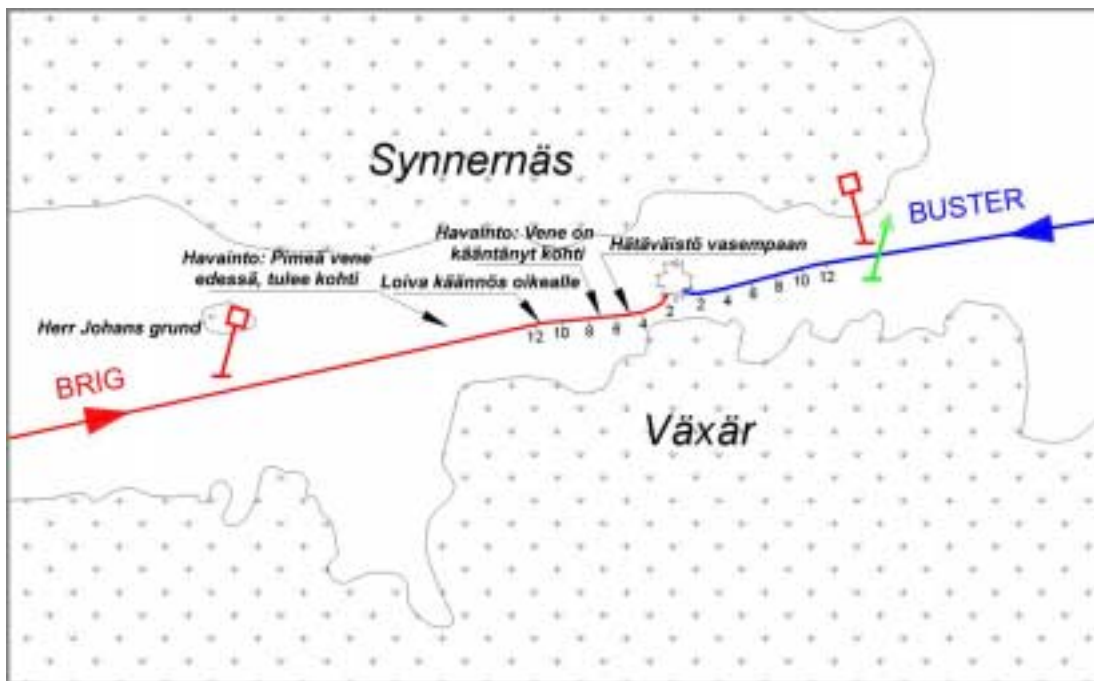 Synnernäs
BUSTER
Havainto: Vene on
kääntänyt kohti
Hätäväistö vasempaan
Havainto: Pimeä vene
edessä, tulee kohti
Loiva käännös oikealle
Herr Johans grund
12 10 8 6 4 2
2 4 6 8 10 12
BRIG
Växär